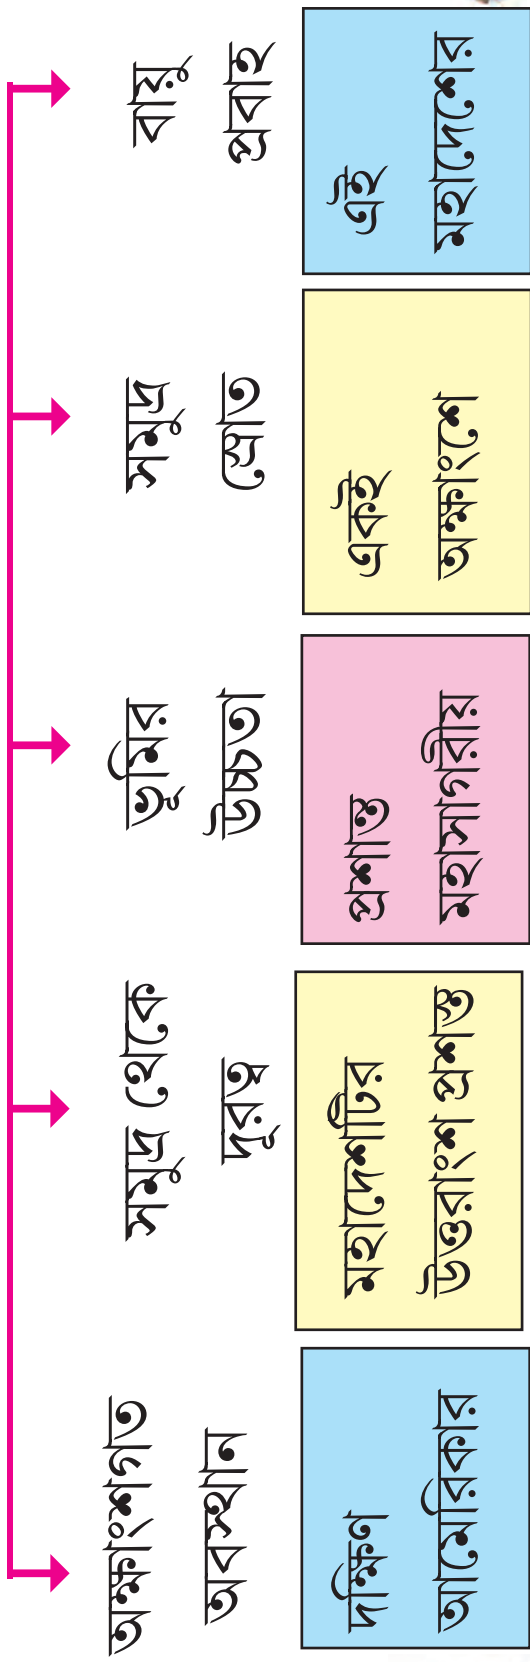 অক্ষাংশগত
অবস্থান
সমুদ্র থেকে
দূরত্ব
ভূমির
উচ্চতা
সমুদ্র
স্রোত
বায়ু
প্রবাহ
দক্ষিণ
আমেরিকার
মহাদেশটির
উত্তরাংশ প্রশস্ত
প্রশান্ত
মহাসাগরীয়
একই
অক্ষাংশে
এই
মহাদেশের